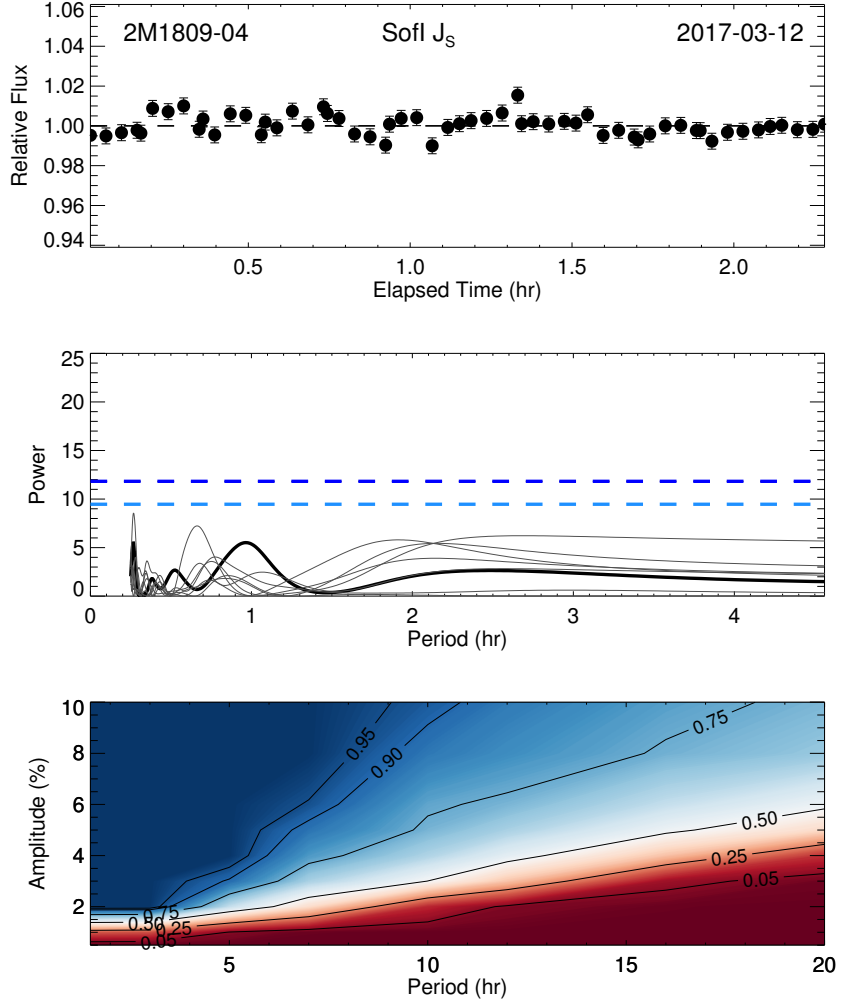 2M1809-04 SofI J_S 2017-03-12
1.06
1.04
1.02
1.00
0.98
0.96
0.94
Relative Flux
0.5 1.0 1.5 2.0
Elapsed Time (hr)
25
20
15
10
5
0
Power
0 1 2 3 4
Period (hr)
10
8
6
4
2
Amplitude (%)
0.95
0.90
0.75
0.50
0.25
0.05
0.75
0.50
0.25
0.05
5 10 15 20
Period (hr)